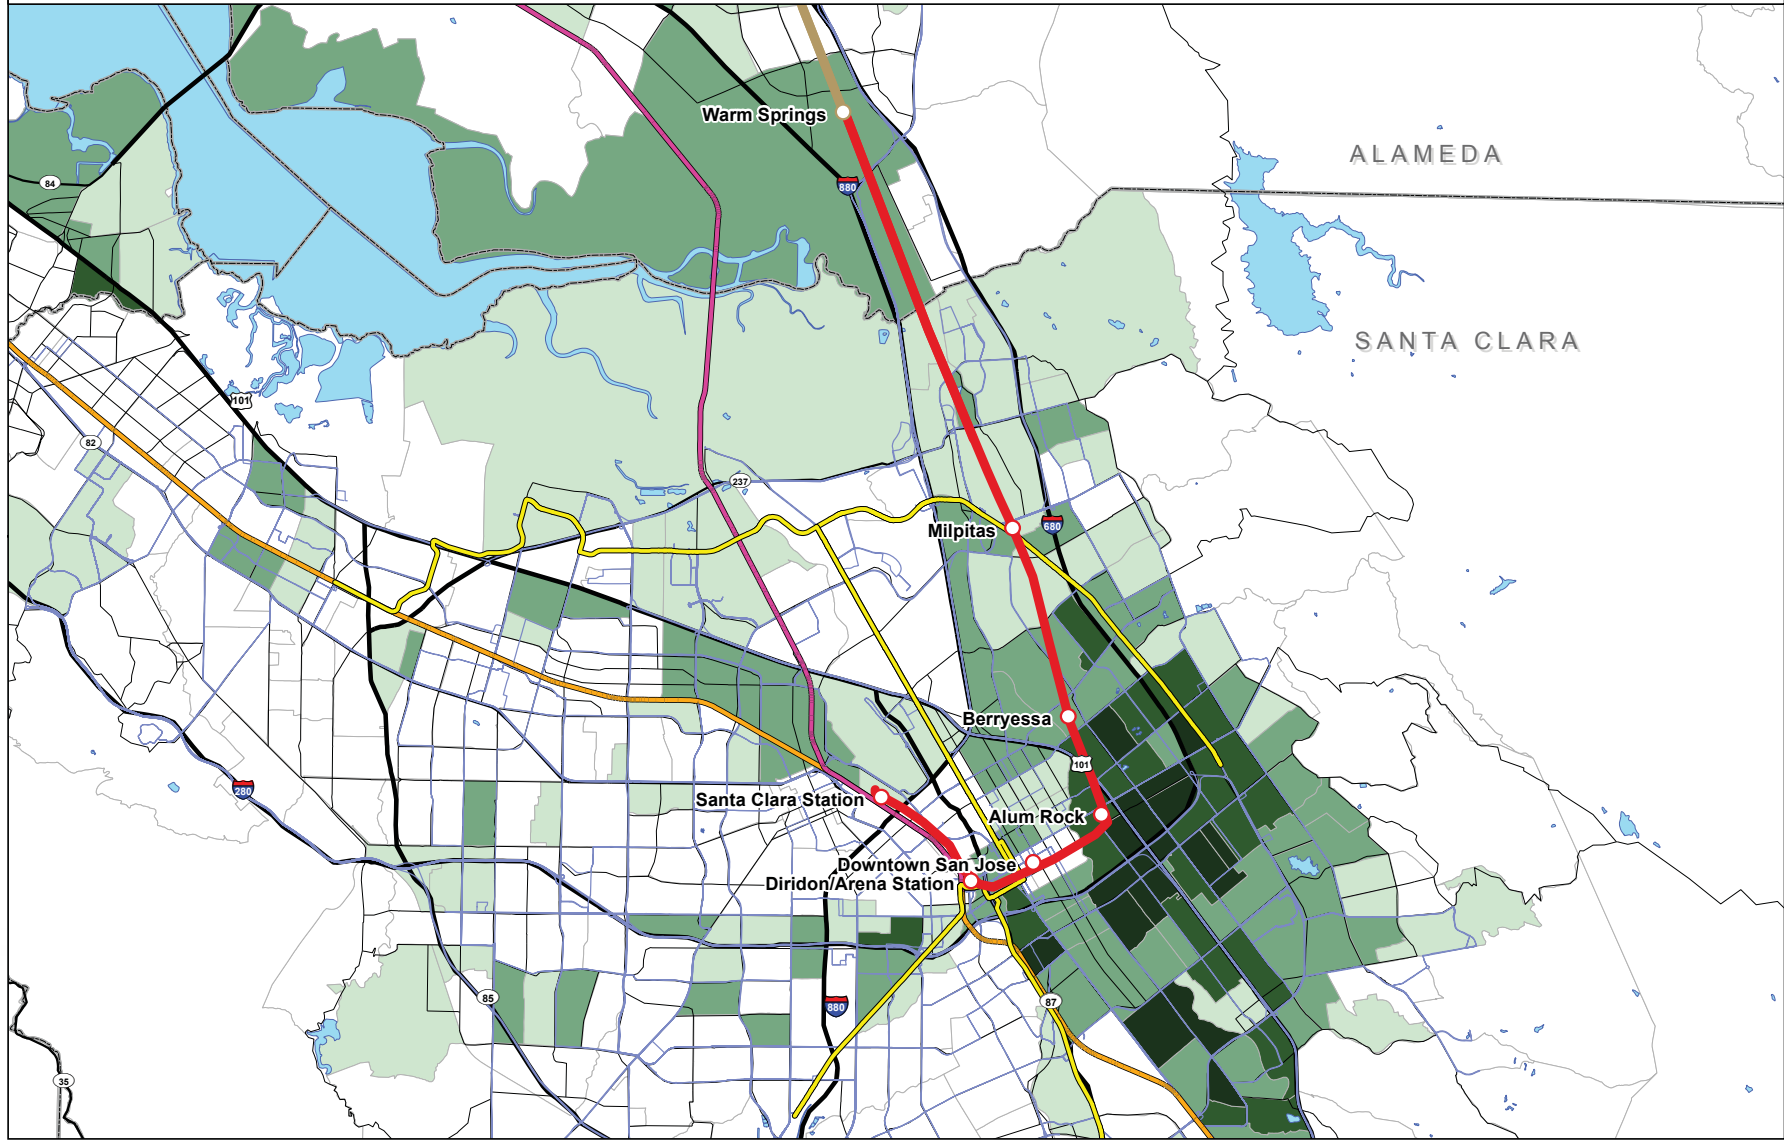 Warm Springs
ALAMEDA
84
880
SANTA CLARA
101
82
237
Milpitas
680
Berryessa
101
280
Santa Clara Station
Alum Rock
Downtown San Jose
Diridon/Arena Station
85
880
87
35